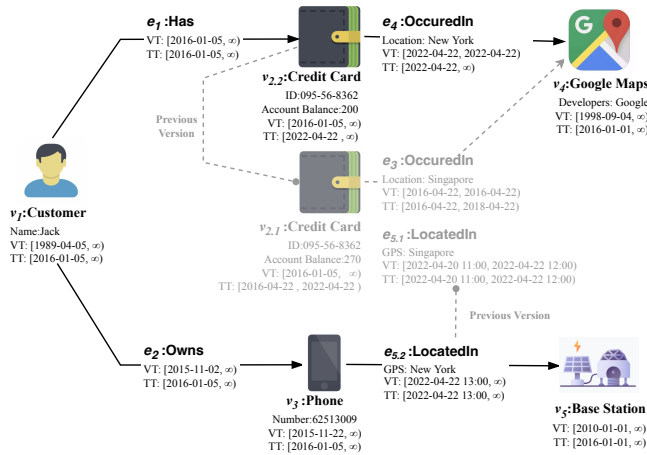 e1 :Has
VT: [2016-01-05, ∞)
TT: [2016-01-05, ∞)
v2.2:Credit Card
ID:095-56-8362
Account Balance:200
VT: [2016-01-05, ∞)
TT: [2022-04-22 , ∞)
e4 :OccuredIn
Location: New York
VT: [2022-04-22, 2022-04-22)
TT: [2022-04-22, ∞)
v4:Google Maps
Developers: Google
VT: [1998-09-04, ∞)
TT: [2016-01-01, ∞)
Previous
Version
e3 :OccuredIn
Location: Singapore
VT: [2016-04-22, 2016-04-22)
TT: [2016-04-22, 2018-04-22)
v1:Customer
Name:Jack
VT: [1989-04-05, ∞)
TT: [2016-01-05, ∞)
v2.1:Credit Card
ID:095-56-8362
Account Balance:270
VT: [2016-01-05, ∞)
TT: [2016-04-22 , 2022-04-22 )
e5.1:LocatedIn
GPS: Singapore
VT: [2022-04-20 11:00, 2022-04-22 12:00)
TT: [2022-04-20 11:00, 2022-04-22 12:00)
Previous Version
e2 :Owns
VT: [2015-11-02, ∞)
TT: [2016-01-05, ∞)
v3 :Phone
Number:62513009
VT: [2015-11-22, ∞)
TT: [2016-01-05, ∞)
e5.2:LocatedIn
GPS: New York
VT: [2022-04-22 13:00, ∞)
TT: [2022-04-22 13:00, ∞)
v5:Base Station
VT: [2010-01-01, ∞)
TT: [2016-01-01, ∞)